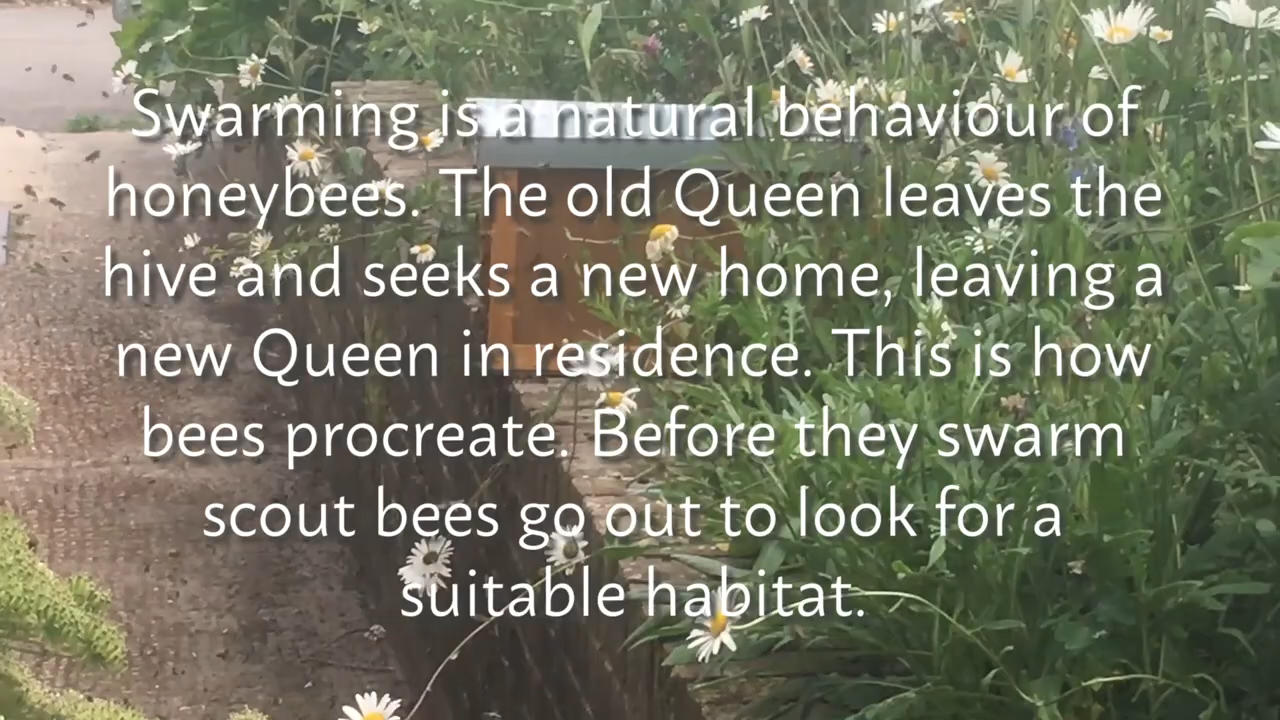 Swarming is a natural behaviour of
honeybees. The old Queen leaves the
hive and seeks a new home, leaving a
new Queen in residence. This is how
bees procreate. Before they swarm
scout bees go out to look for a
suitable habitat.